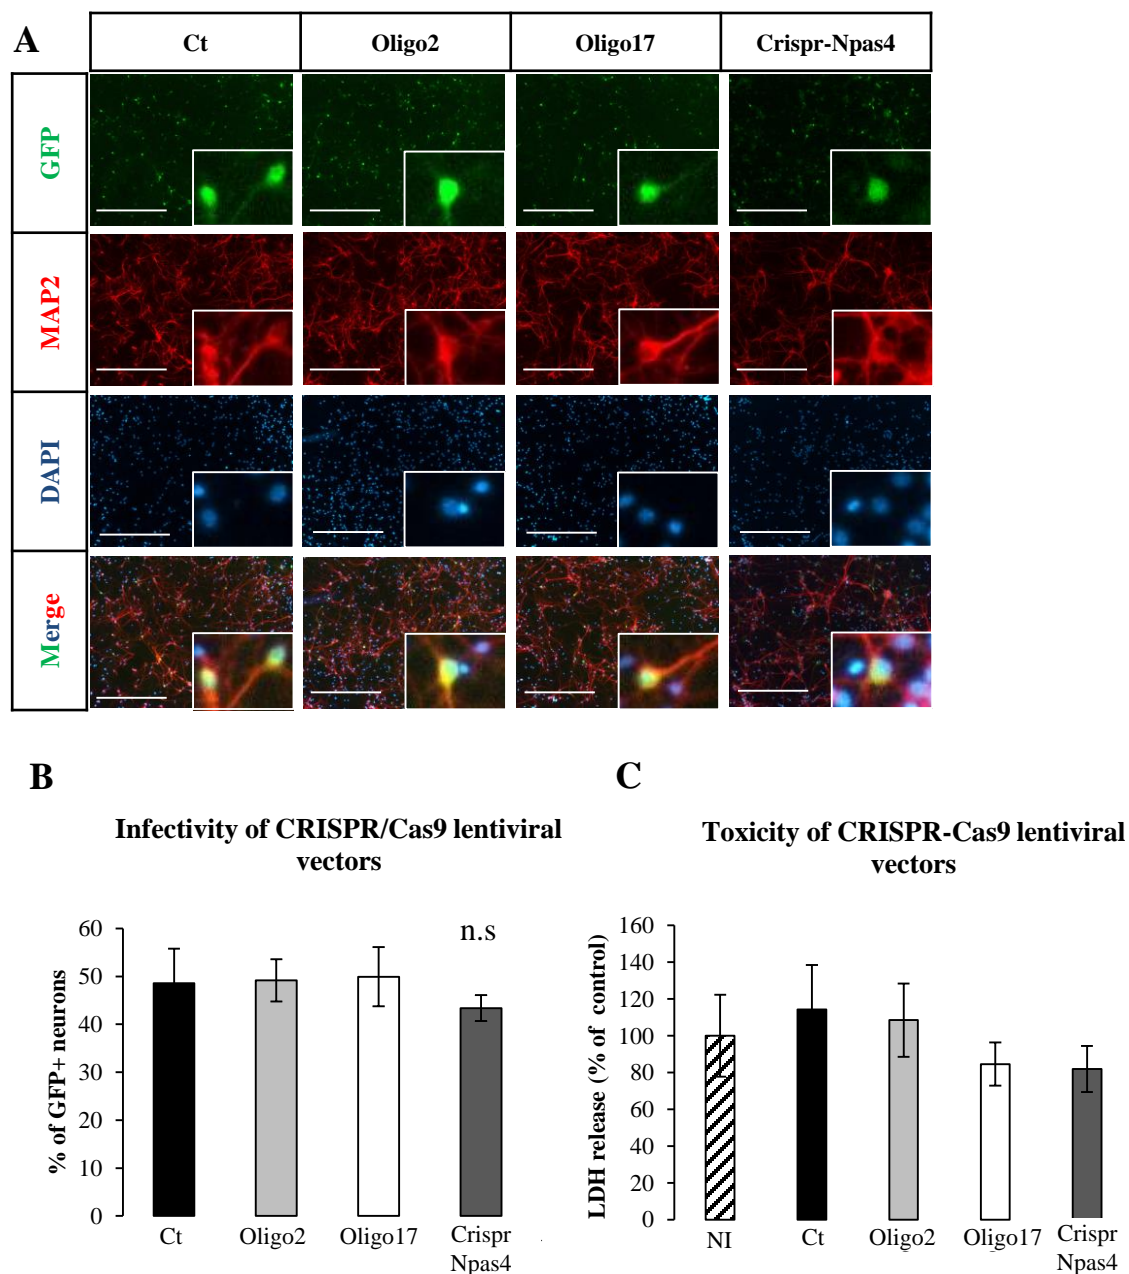 A
Ct
Oligo2
Oligo17
Crispr-Npas4
GFP
MAP2
DAPI
Merge
B
Infectivity of CRISPR/Cas9 lentiviral
vectors
% of GFP+ neurons
60
50
40
30
20
10
0
n.s
Ct
Oligo2
Oligo17
Crispr
Npas4
C
Toxicity of CRISPR-Cas9 lentiviral
vectors
LDH release (% of control)
160
140
120
100
80
60
40
20
0
NI
Ct
Oligo2
Oligo17
Crispr
Npas4